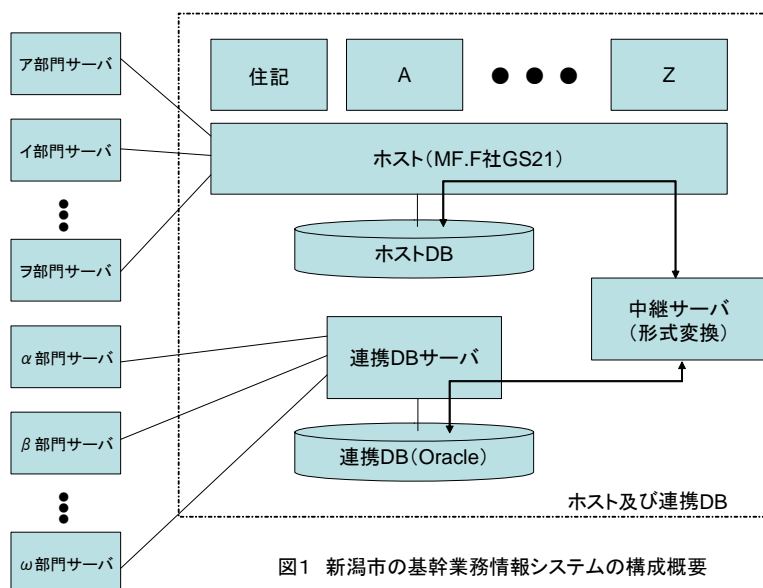 ア部門サーバ
イ部門サーバ
ヲ部門サーバ
α部門サーバ
β部門サーバ
ω部門サーバ
住記
A
Z
ホスト(MF.F社GS21)
ホストDB
中継サーバ
(形式変換)
連携DBサーバ
連携DB(Oracle)
ホスト及び連携DB
図1 新潟市の基幹業務情報システムの構成概要